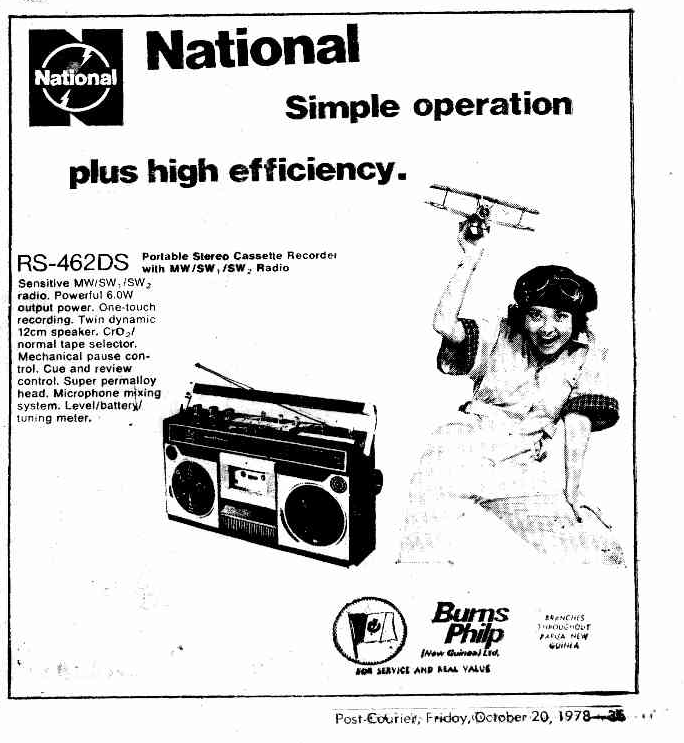 National
National
Simple operation
plus high efficiency.
RS-462DS Portable Stereo Cassette Recorder
with MW/SW₁/SW₂ Radio
Sensitive MW/SW₁/SW₂
radio. Powerful 6.0W
output power. One-touch
recording. Twin dynamic
12cm speaker. CrO₂/
normal tape selector.
Mechanical pause con-
trol. Cue and review
control. Super permalloy
head. Microphone mixing
system. Level/battery/
tuning meter.
Burns
Philp
(New Guinea) Ltd.
FOR SERVICE AND REAL VALUE
BRANCHES
THROUGHOUT
PAPUA NEW
GUINEA
Post-Courier, Friday, October 20, 1978—35